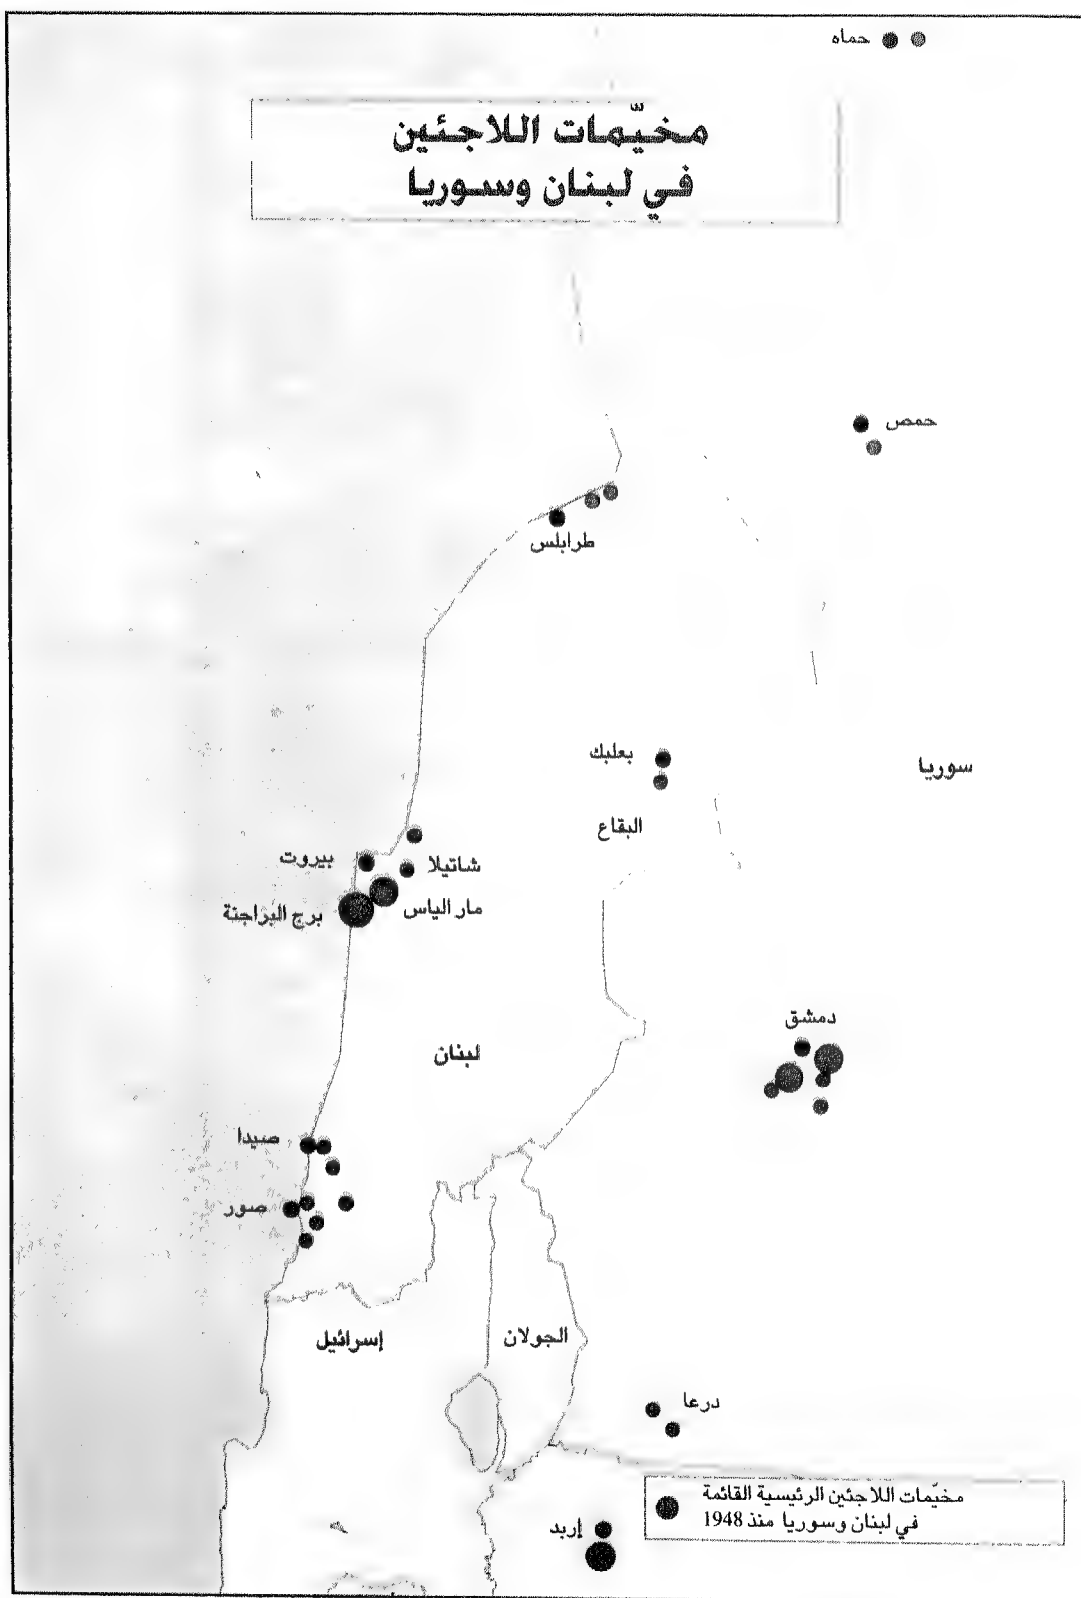 حماه
مخيّمات اللاجئين
في لبنان وسوريا
حمص
طرابلس
بعلبك
سوريا
البقاع
بيروت
شاتيلا
برج البراجنة
مار الياس
دمشق
لبنان
صيدا
صور
إسرائيل
الجولان
درعا
مخيّمات اللاجئين الرئيسية القائمة
في لبنان وسوريا منذ 1948
إربد